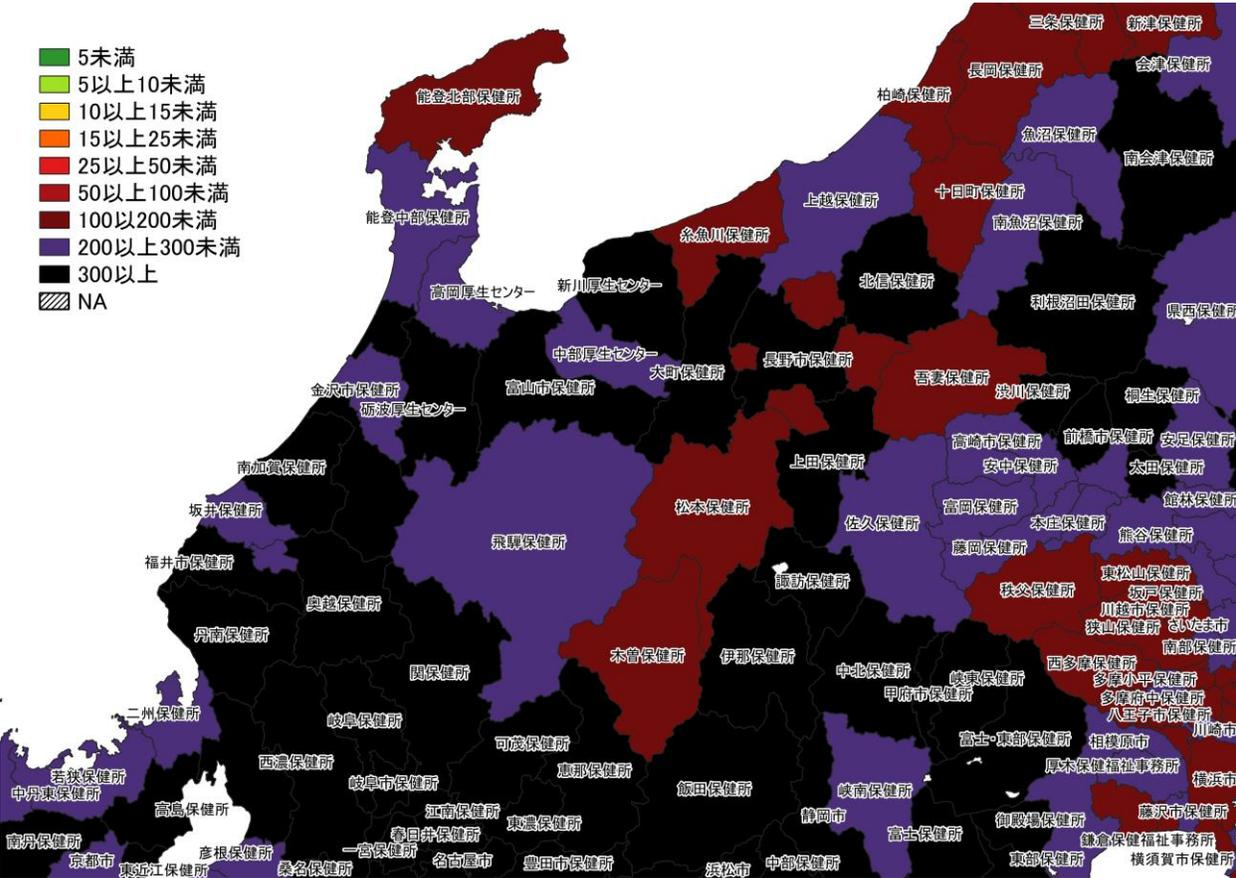 5未満
5以上10未満
10以上15未満
15以上25未満
25以上50未満
50以上100未満
100以200未満
200以上300未満
300以上
NA
三条保健所
新津保健所
会津保健所
長岡保健所
柏崎保健所
能登北部保健所
魚沼保健所
南会津保健所
十日町保健所
上越保健所
能登中部保健所
南魚沼保健所
糸魚川保健所
北信保健所
新川厚生センター
高岡厚生センター
利根沼田保健所
県西保健所
中部厚生センター
長野市保健所
大町保健所
吾妻保健所
富山市保健所
金沢市保健所
渋川保健所
桐生保健所
砺波厚生センター
前橋市保健所
安足保健所
高崎市保健所
上田保健所
安中保健所
太田保健所
南加賀保健所
館林保健所
坂井保健所
松本保健所
富岡保健所
佐久保健所
本庄保健所
熊谷保健所
飛騨保健所
藤岡保健所
福井市保健所
東松山保健所
諏訪保健所
秩父保健所
坂戸保健所
奥越保健所
川越市保健所
狭山保健所
さいたま市
丹南保健所
南部保健所
木曽保健所
伊那保健所
西多摩保健所
関保健所
中北保健所
峡東保健所
多摩小平保健所
甲府市保健所
多摩府中保健所
二州保健所
八王子市保健所
岐阜保健所
川崎市
可茂保健所
富士・東部保健所
相模原市
西濃保健所
恵那保健所
厚木保健福祉事務所
若狭保健所
岐阜市保健所
横浜市
中丹東保健所
飯田保健所
峡南保健所
高島保健所
江南保健所
静岡市
藤沢市保健所
東濃保健所
御殿場保健所
春日井保健所
富士保健所
南丹保健所
鎌倉保健福祉事務所
一宮保健所
彦根保健所
京都市
名古屋市
豊田市保健所
中部保健所
東部保健所
横須賀市保健所
東近江保健所
桑名保健所
浜松市